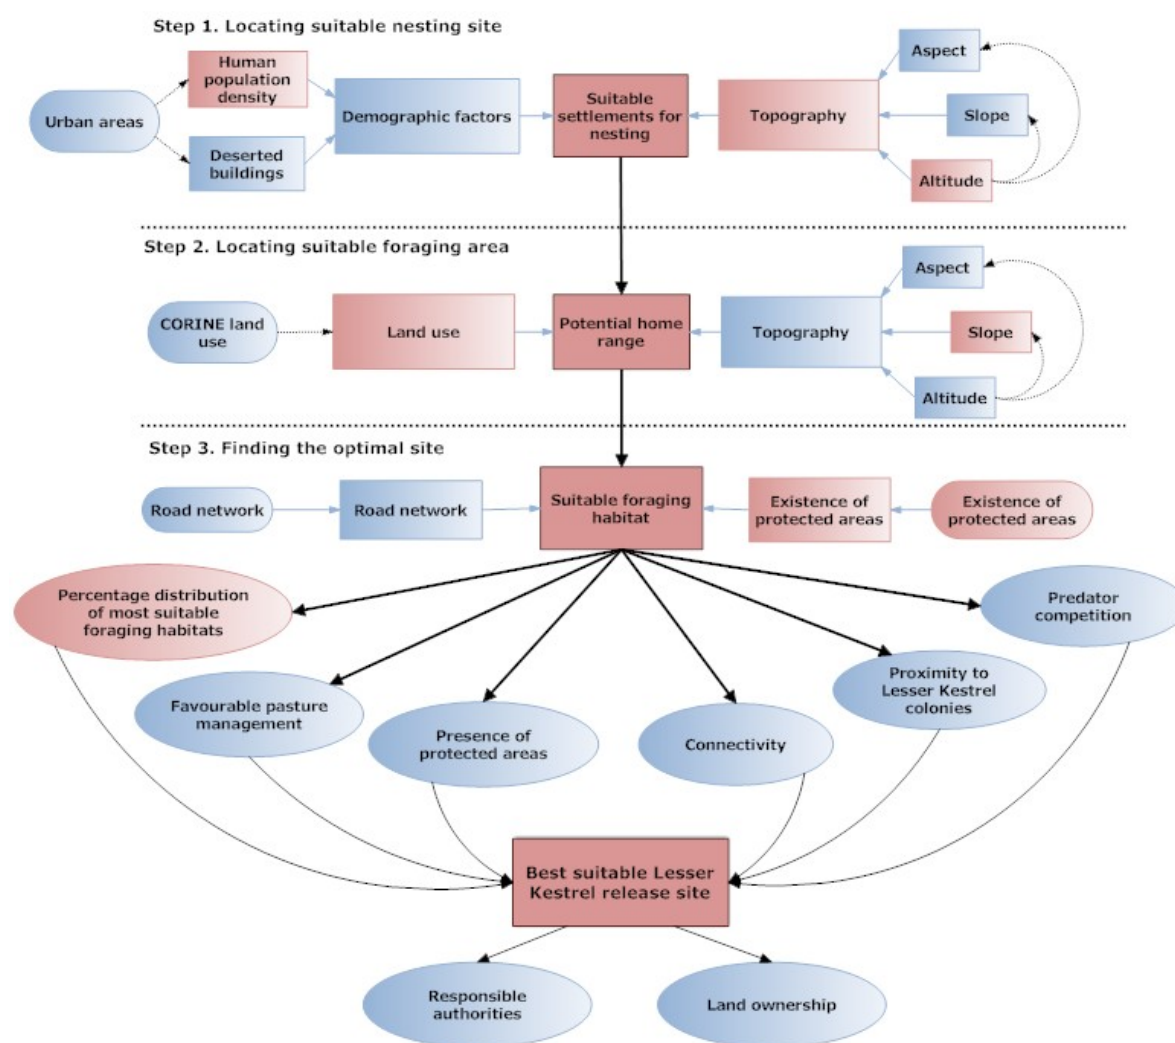 Step 1. Locating suitable nesting site
Urban areas
Human
population
density
Deserted
buildings
Demographic factors
Suitable
settlements for
nesting
Topography
Aspect
Slope
Altitude
Step 2. Locating suitable foraging area
CORINE land
use
Land use
Potential home
range
Topography
Aspect
Slope
Altitude
Step 3. Finding the optimal site
Road network
Road network
Suitable foraging
habitat
Existence of
protected areas
Existence of
protected areas
Percentage distribution
of most suitable
foraging habitats
Favourable pasture
management
Presence of
protected areas
Connectivity
Proximity to
Lesser Kestrel
colonies
Predator
competition
Best suitable Lesser
Kestrel release site
Responsible
authorities
Land ownership